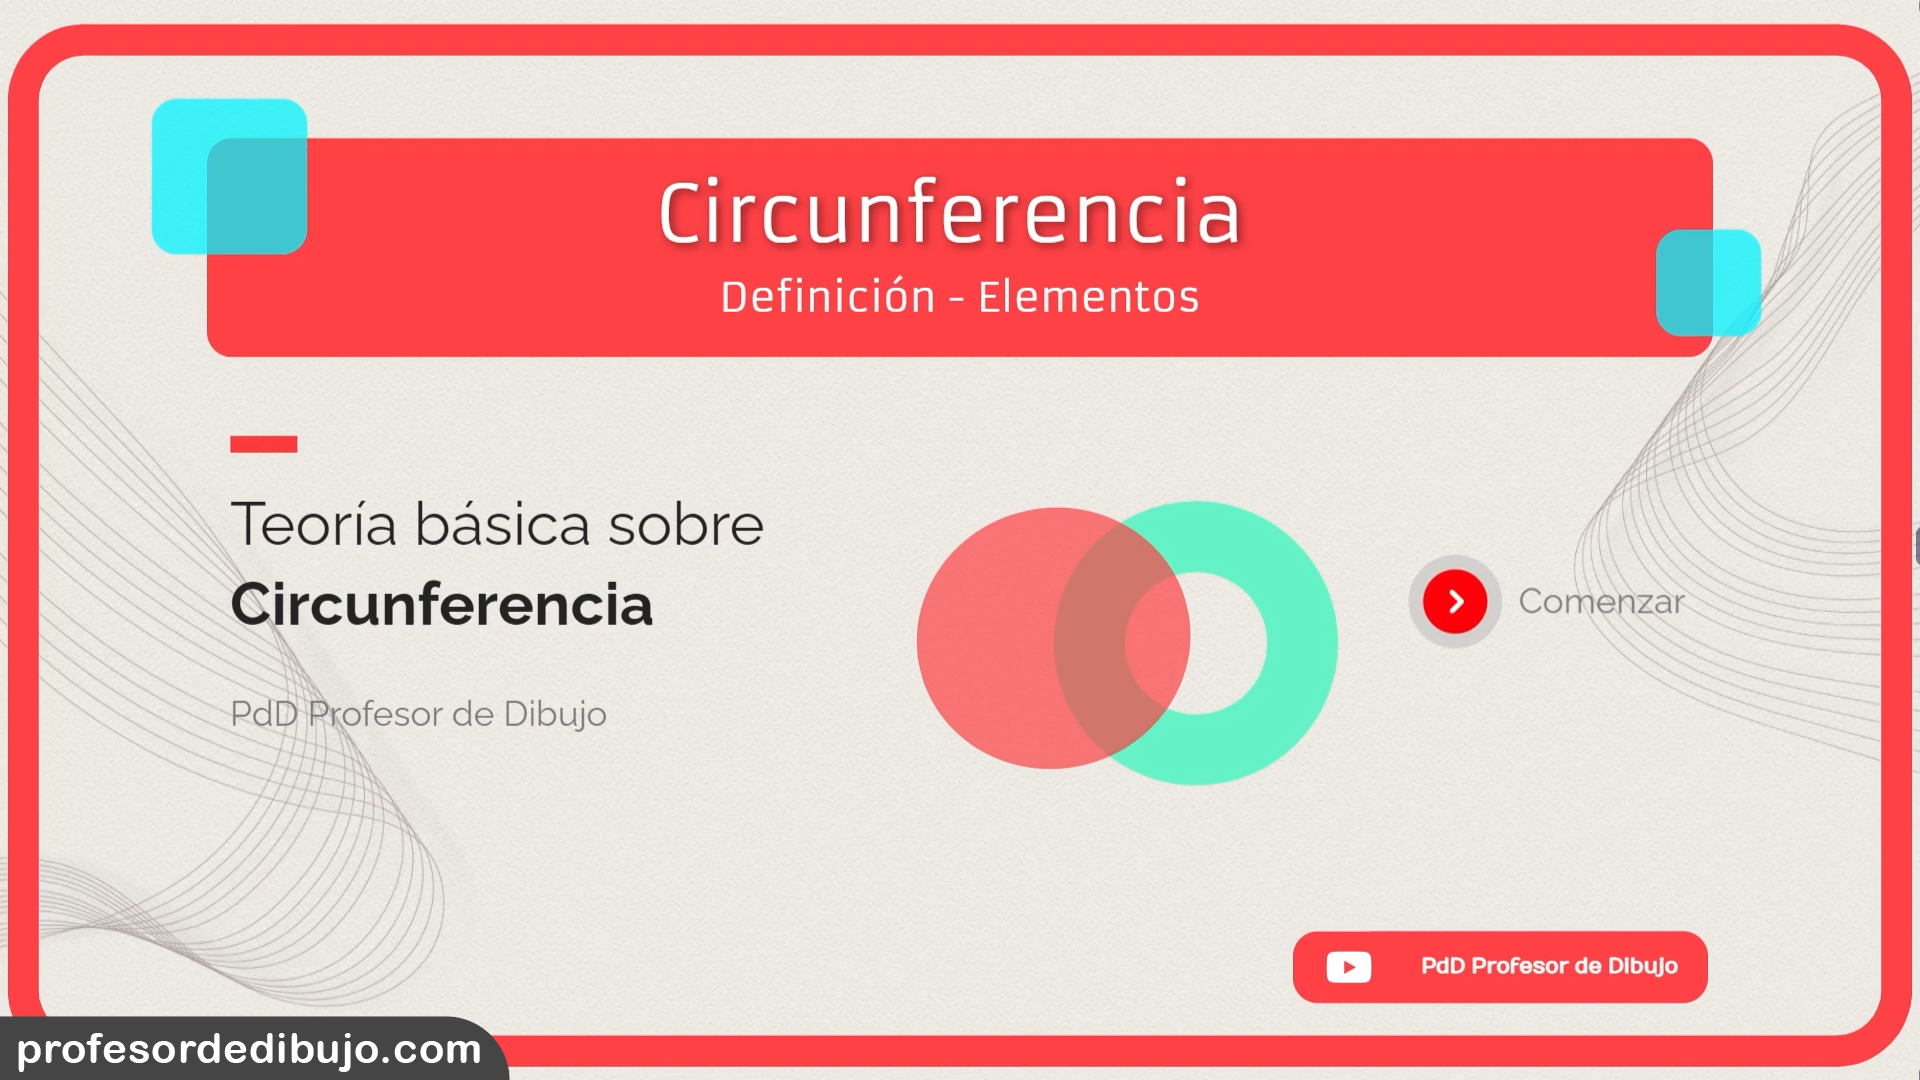 Circunferencia
Definición - Elementos
Teoría básica sobre
Circunferencia
PdD Profesor de Dibujo
Comenzar
PdD Profesor de Dibujo
profesordedibujo.com